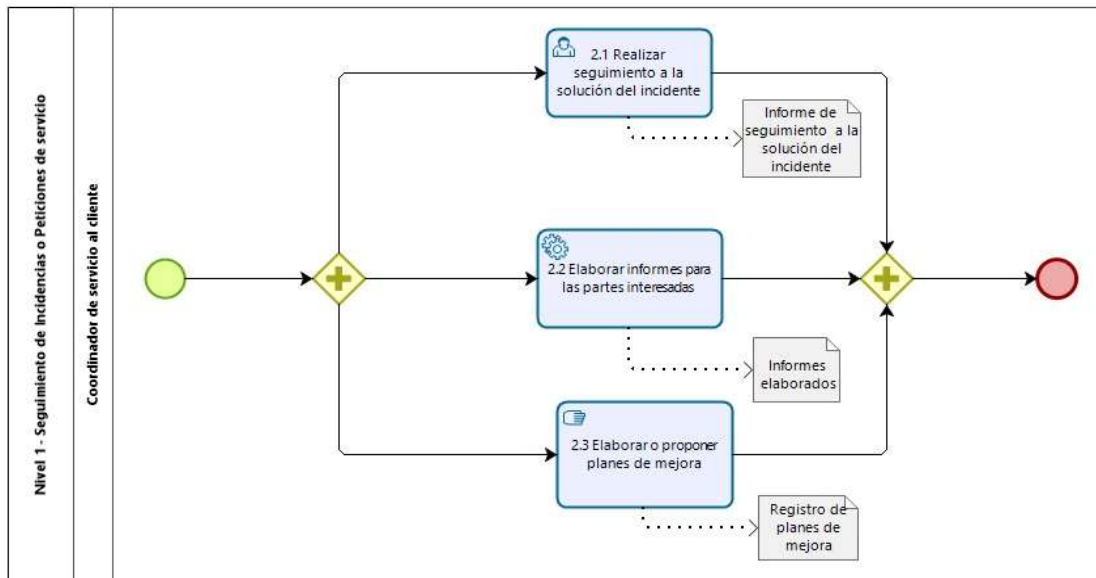 Nivel 1 - Seguimiento de Incidencias o Peticiones de servicio
Coordinador de servicio al cliente
2.1 Realizar
seguimiento a la
solución del incidente
Informe de
seguimiento a la
solución del
incidente
2.2 Elaborar informes para
las partes interesadas
Informes
elaborados
2.3 Elaborar o proponer
planes de mejora
Registro de
planes de
mejora